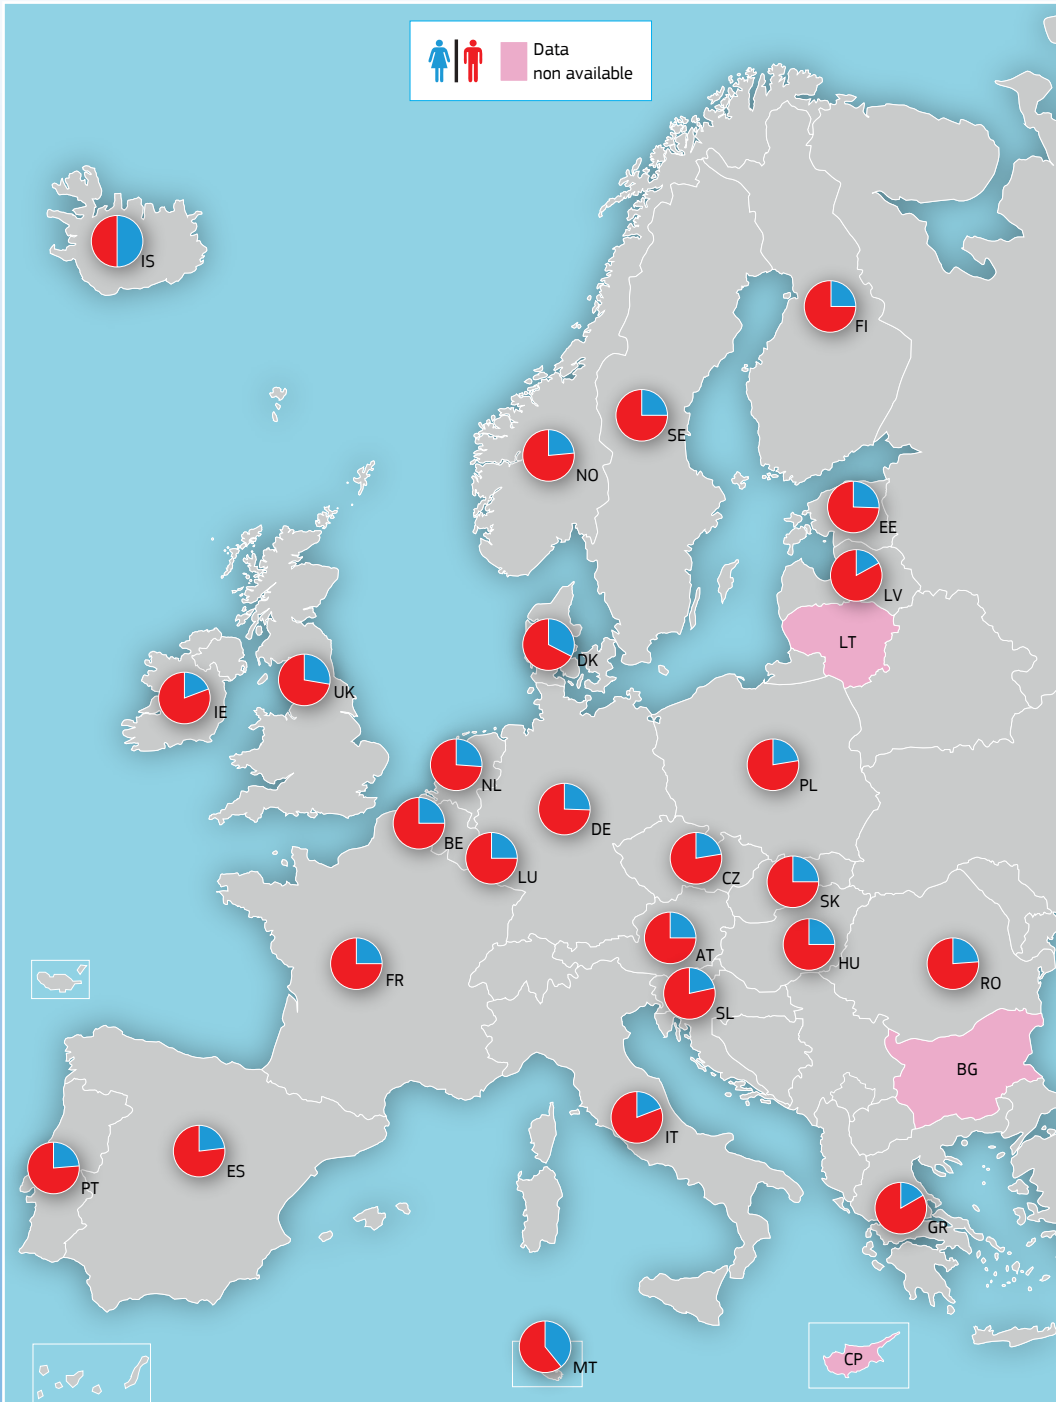 Data
non available
IS
FI
SE
NO
EE
LV
LT
DK
UK
IE
NL
PL
DE
BE
LU
CZ
SK
AT
HU
FR
RO
SL
BG
IT
ES
PT
GR
CP
MT